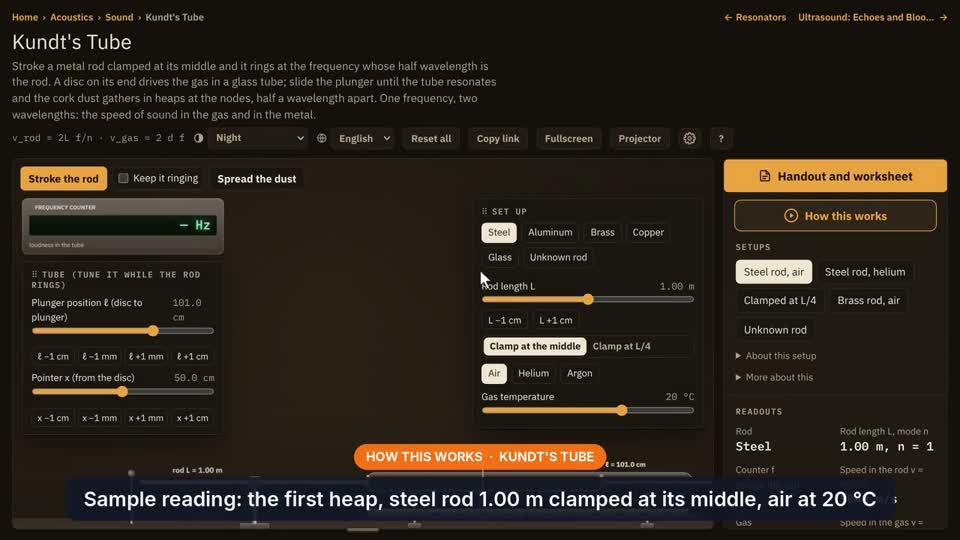 Home › Acoustics › Sound › Kundt's Tube
← Resonators Ultrasound: Echoes and Bloo... →
Kundt's Tube
Stroke a metal rod clamped at its middle and it rings at the frequency whose half wavelength is
the rod. A disc on its end drives the gas in a glass tube; slide the plunger until the tube resonates
and the cork dust gathers in heaps at the nodes, half a wavelength apart. One frequency, two
wavelengths: the speed of sound in the gas and in the metal.
v_rod = 2L f/n · v_gas = 2 d f
Night
English
Reset all
Copy link
Fullscreen
Projector
?
Stroke the rod
Keep it ringing
Spread the dust
FREQUENCY COUNTER
— Hz
loudness in the tube
TUBE (TUNE IT WHILE THE ROD
RINGS)
Plunger position ℓ (disc to
plunger)
101.0
cm
ℓ −1 cm
ℓ −1 mm
ℓ +1 mm
ℓ +1 cm
Pointer x (from the disc)
50.0 cm
x −1 cm
x −1 mm
x +1 mm
x +1 cm
SET UP
Steel
Aluminum
Brass
Copper
Glass
Unknown rod
Rod length L
1.00 m
L −1 cm
L +1 cm
Clamp at the middle
Clamp at L/4
Air
Helium
Argon
Gas temperature
20 °C
rod L = 1.00 m
ℓ = 101.0 cm
HOW THIS WORKS · KUNDT'S TUBE
Sample reading: the first heap, steel rod 1.00 m clamped at its middle, air at 20 °C
Handout and worksheet
How this works
SETUPS
Steel rod, air
Steel rod, helium
Clamped at L/4
Brass rod, air
Unknown rod
About this setup
More about this
READOUTS
Rod
Rod length L, mode n
Steel
1.00 m, n = 1
Counter f
Speed in the rod v =
Gas
Speed in the gas v =